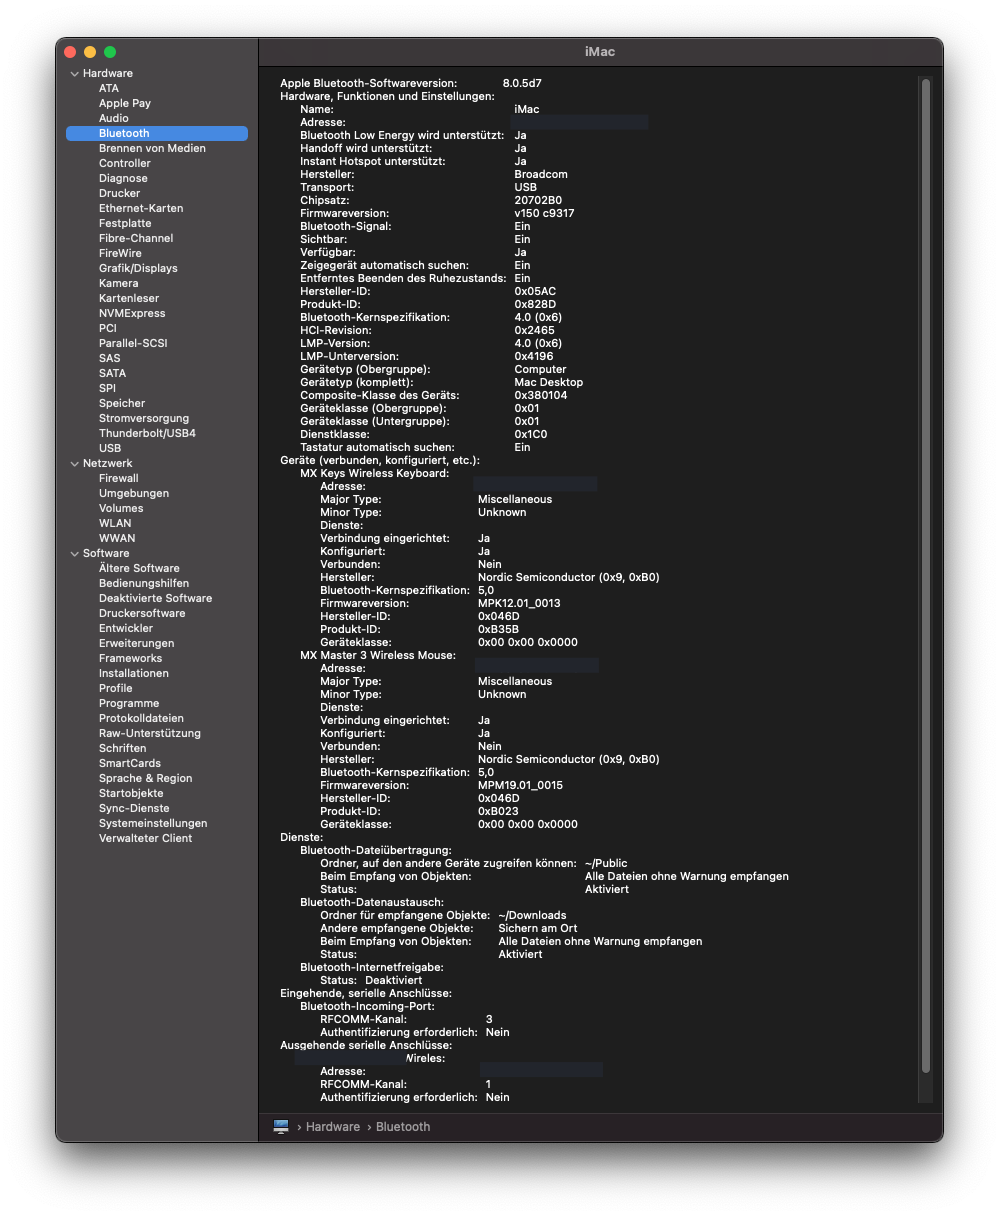 iMac
Hardware
ATA
Apple Pay
Audio
Bluetooth
Brennen von Medien
Controller
Diagnose
Drucker
Ethernet-Karten
Festplatte
Fibre-Channel
FireWire
Grafik/Displays
Kamera
Kartenleser
NVMExpress
PCI
Parallel-SCSI
SAS
SATA
SPI
Speicher
Stromversorgung
Thunderbolt/USB4
USB
Netzwerk
Firewall
Umgebungen
Volumes
WLAN
WWAN
Software
Ältere Software
Bedienungshilfen
Deaktivierte Software
Druckersoftware
Entwickler
Erweiterungen
Frameworks
Installationen
Profile
Programme
Protokolldateien
Raw-Unterstützung
Schriften
SmartCards
Sprache & Region
Startobjekte
Sync-Dienste
Systemeinstellungen
Verwalteter Client
Apple Bluetooth-Softwareversion: 8.0.5d7
Hardware, Funktionen und Einstellungen:
Name: iMac
Adresse:
Bluetooth Low Energy wird unterstützt: Ja
Handoff wird unterstützt: Ja
Instant Hotspot unterstützt: Ja
Hersteller: Broadcom
Transport: USB
Chipsatz: 20702B0
Firmwareversion: v150 c9317
Bluetooth-Signal: Ein
Sichtbar: Ein
Verfügbar: Ja
Zeigegerät automatisch suchen: Ein
Entferntes Beenden des Ruhezustands: Ein
Hersteller-ID: 0x05AC
Produkt-ID: 0x828D
Bluetooth-Kernspezifikation: 4.0 (0x6)
HCI-Revision: 0x2465
LMP-Version: 4.0 (0x6)
LMP-Unterversion: 0x4196
Gerätetyp (Obergruppe): Computer
Gerätetyp (komplett): Mac Desktop
Composite-Klasse des Geräts: 0x380104
Geräteklasse (Obergruppe): 0x01
Geräteklasse (Untergruppe): 0x01
Dienstklasse: 0x1C0
Tastatur automatisch suchen: Ein
Geräte (verbunden, konfiguriert, etc.):
MX Keys Wireless Keyboard:
Adresse:
Major Type: Miscellaneous
Minor Type: Unknown
Dienste:
Verbindung eingerichtet: Ja
Konfiguriert: Ja
Verbunden: Nein
Hersteller: Nordic Semiconductor (0x9, 0xB0)
Bluetooth-Kernspezifikation: 5,0
Firmwareversion: MPK12.01_0013
Hersteller-ID: 0x046D
Produkt-ID: 0xB35B
Geräteklasse: 0x00 0x00 0x0000
MX Master 3 Wireless Mouse:
Adresse:
Major Type: Miscellaneous
Minor Type: Unknown
Dienste:
Verbindung eingerichtet: Ja
Konfiguriert: Ja
Verbunden: Nein
Hersteller: Nordic Semiconductor (0x9, 0xB0)
Bluetooth-Kernspezifikation: 5,0
Firmwareversion: MPM19.01_0015
Hersteller-ID: 0x046D
Produkt-ID: 0xB023
Geräteklasse: 0x00 0x00 0x0000
Dienste:
Bluetooth-Dateiübertragung:
Ordner, auf den andere Geräte zugreifen können: ~/Public
Beim Empfang von Objekten: Alle Dateien ohne Warnung empfangen
Status: Aktiviert
Bluetooth-Datenaustausch:
Ordner für empfangene Objekte: ~/Downloads
Andere empfangene Objekte: Sichern am Ort
Beim Empfang von Objekten: Alle Dateien ohne Warnung empfangen
Status: Aktiviert
Bluetooth-Internetfreigabe:
Status: Deaktiviert
Eingehende, serielle Anschlüsse:
Bluetooth-Incoming-Port:
RFCOMM-Kanal: 3
Authentifizierung erforderlich: Nein
Ausgehende serielle Anschlüsse:
Wireles:
Adresse:
RFCOMM-Kanal: 1
Authentifizierung erforderlich: Nein
› Hardware › Bluetooth